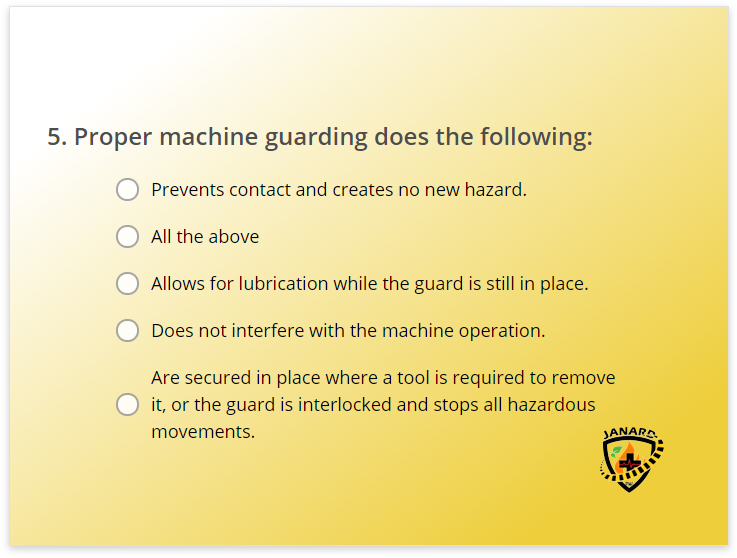 5. Proper machine guarding does the following:
Prevents contact and creates no new hazard.
All the above
Allows for lubrication while the guard is still in place.
Does not interfere with the machine operation.
Are secured in place where a tool is required to remove
it, or the guard is interlocked and stops all hazardous
movements.
JANARD